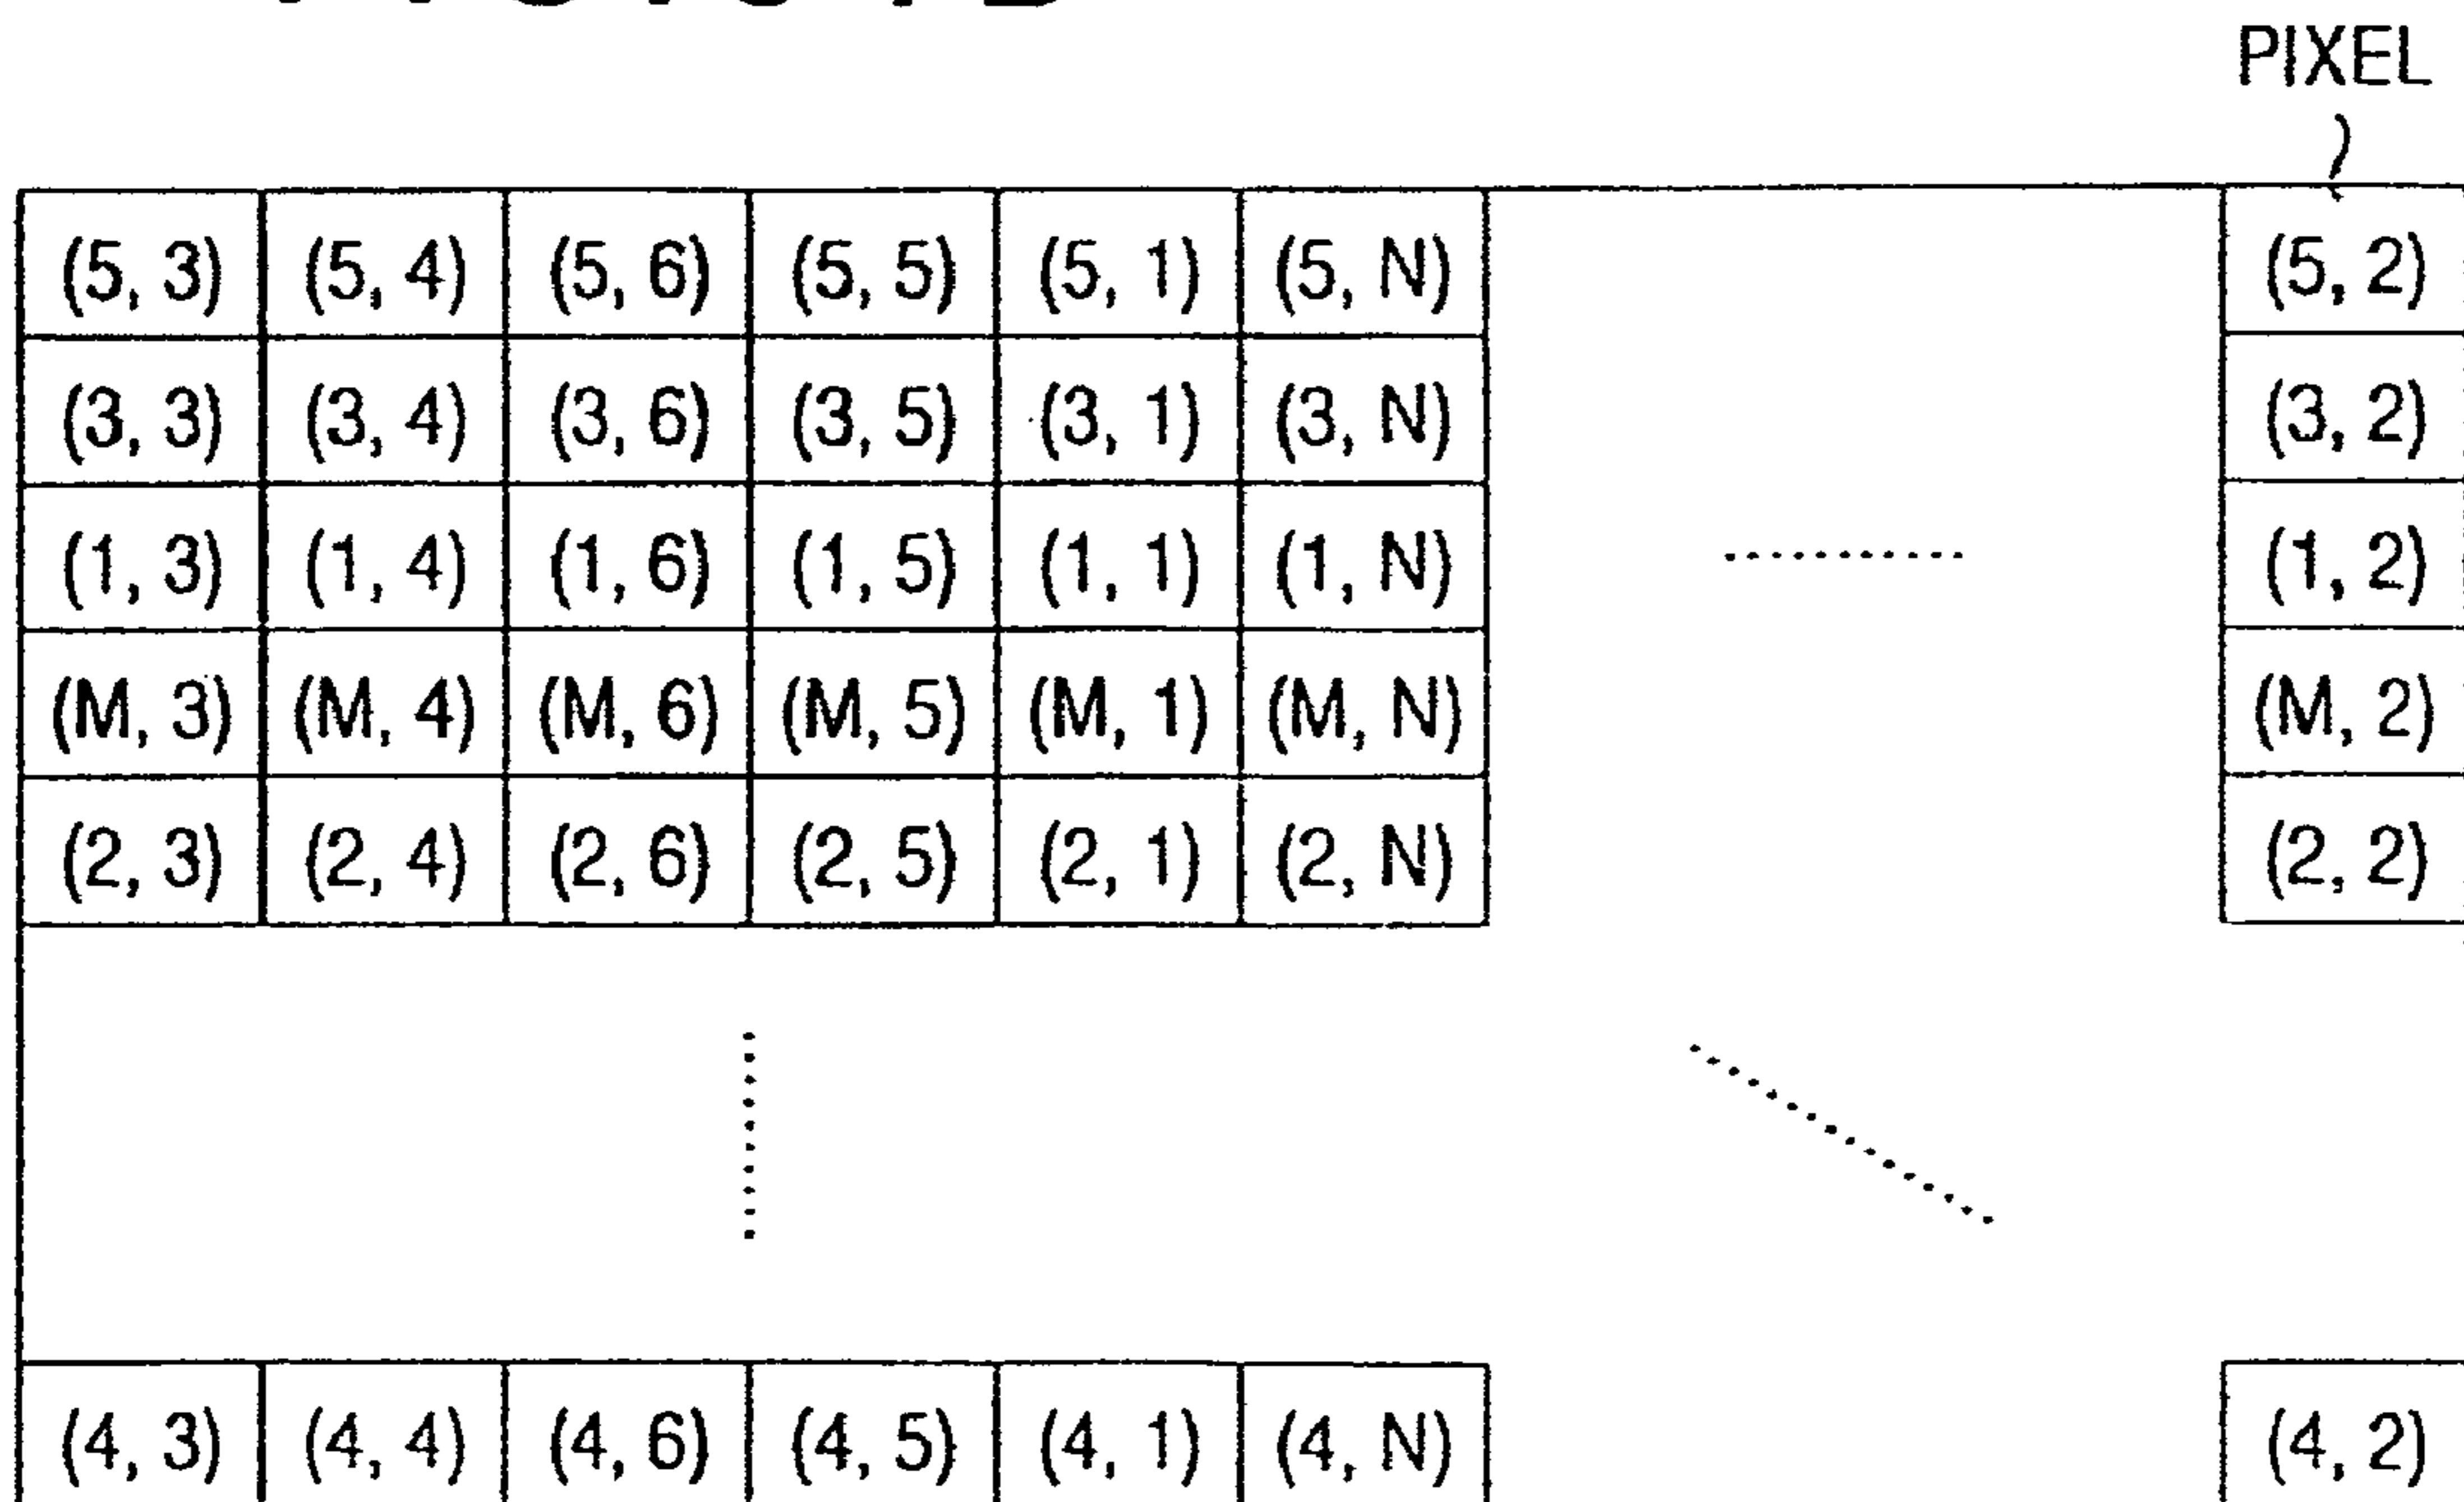 PIXEL
(5, 3) (5, 4) (5, 6) (5, 5) (5, 1) (5, N) (5, 2)
(3, 3) (3, 4) (3, 6) (3, 5) (3, 1) (3, N) (3, 2)
(1, 3) (1, 4) (1, 6) (1, 5) (1, 1) (1, N) (1, 2)
(M, 3) (M, 4) (M, 6) (M, 5) (M, 1) (M, N) (M, 2)
(2, 3) (2, 4) (2, 6) (2, 5) (2, 1) (2, N) (2, 2)
(4, 3) (4, 4) (4, 6) (4, 5) (4, 1) (4, N) (4, 2)